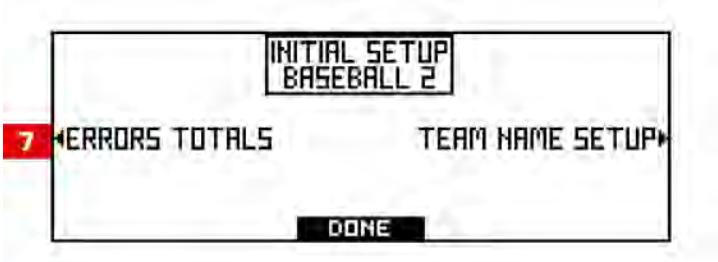 INITIAL SETUP
BASEBALL 2
7 ERRORS TOTALS TEAM NAME SETUP
DONE